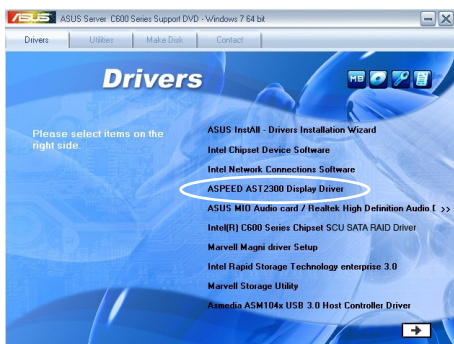 ASUS ASUS Server C600 Series Support DVD - Windows 7 64 bit
Drivers Utilities Make Disk Contact
Drivers
MB
Please select items on the
right side.
ASUS InstAll - Drivers Installation Wizard
Intel Chipset Device Software
Intel Network Connections Software
ASPEED AST2300 Display Driver
ASUS MIO Audio card / Realtek High Definition Audio D >>
Intel(R) C600 Series Chipset SCU SATA RAID Driver
Marvell Magni driver Setup
Intel Rapid Storage Technology enterprise 3.0
Marvell Storage Utility
Asmedia ASM104x USB 3.0 Host Controller Driver